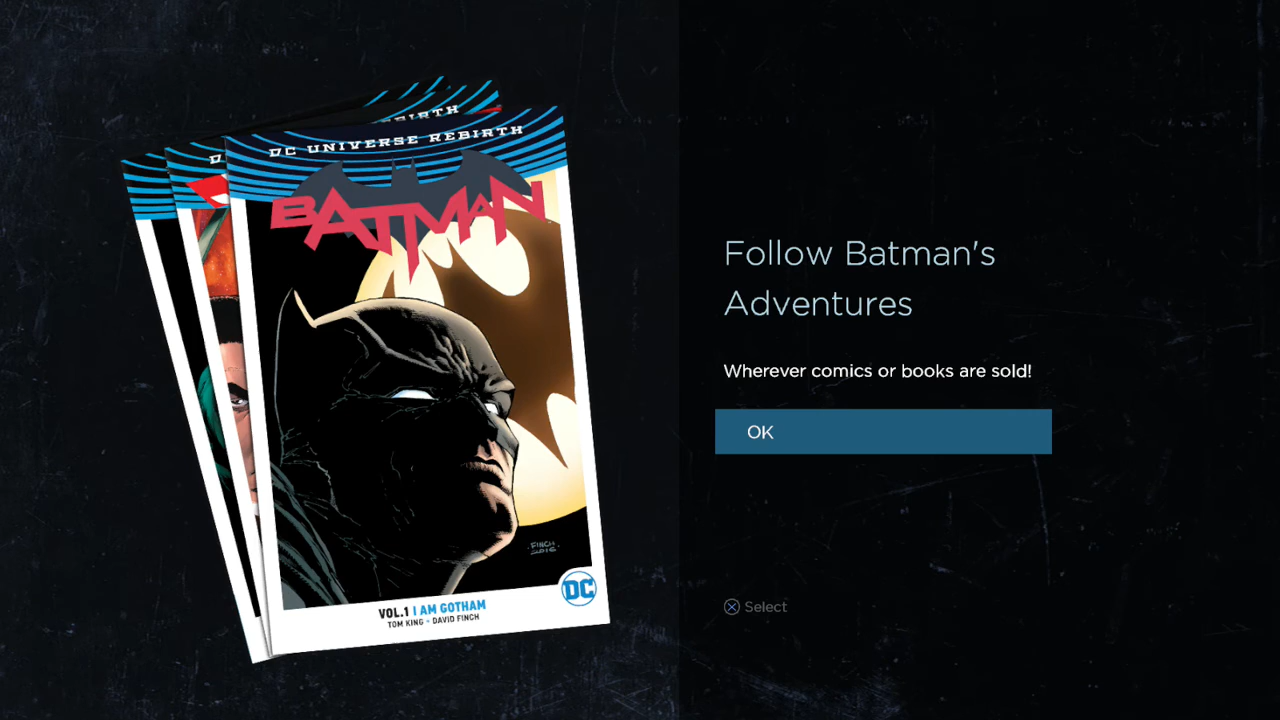 BIRTH
D
DC UNIVERSE REBIRTH
BATMAN
FINCH
2016
DC
VOL.1 I AM GOTHAM
TOM KING - DAVID FINCH
Follow Batman's
Adventures
Wherever comics or books are sold!
OK
Select